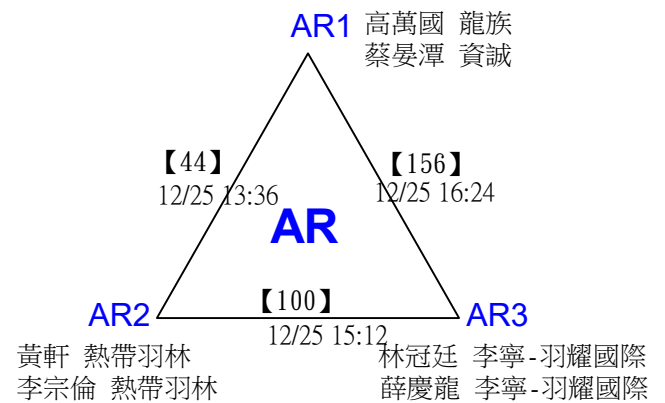 AR1 高萬國 龍族
蔡晏潭 資誠
【44】
12/25 13:36
【156】
12/25 16:24
AR
【100】
12/25 15:12
AR2
黃軒 熱帶羽林
李宗倫 熱帶羽林
AR3
林冠廷 李寧-羽耀國際
薛慶龍 李寧-羽耀國際